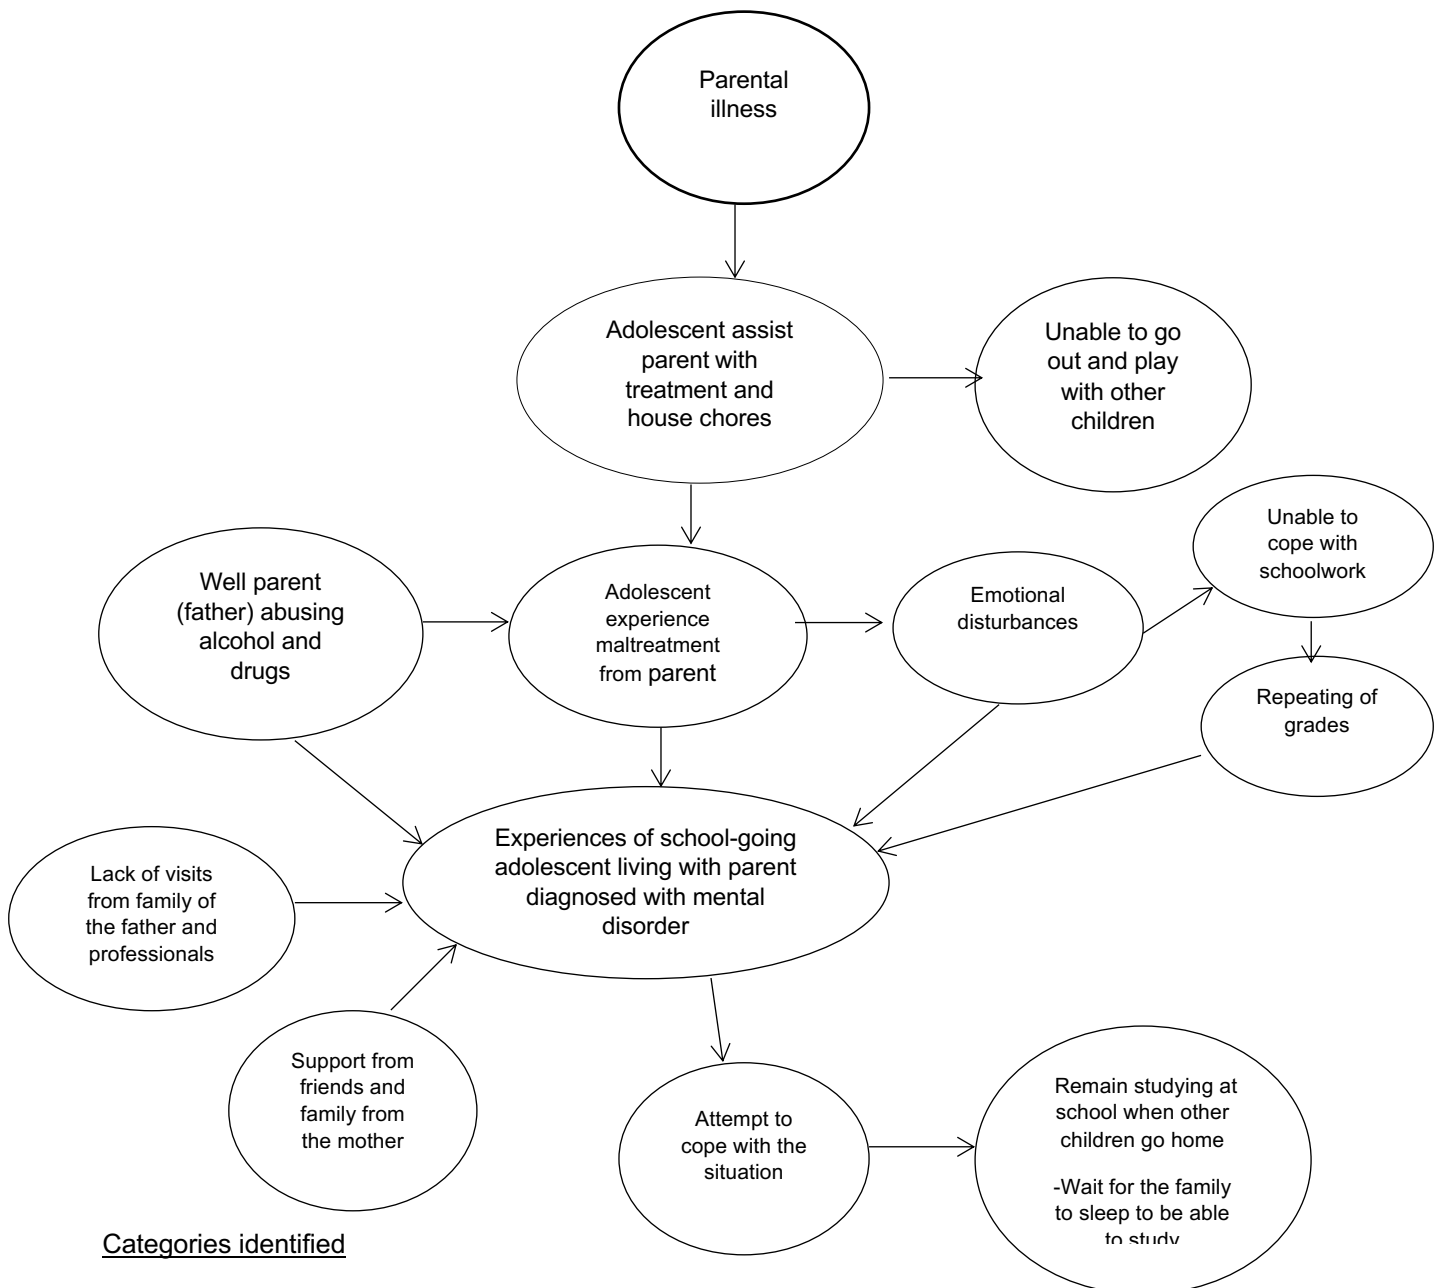 Parental
illness
Adolescent assist
parent with
treatment and
house chores
Unable to go
out and play
with other
children
Unable to
cope with
schoolwork
Well parent
(father) abusing
alcohol and
drugs
Adolescent
experience
maltreatment
from parent
Emotional
disturbances
Repeating of
grades
Experiences of school-going
adolescent living with parent
diagnosed with mental
disorder
Lack of visits
from family of
the father and
professionals
Support from
friends and
family from
the mother
Attempt to
cope with the
situation
Remain studying at
school when other
children go home
-Wait for the family
to sleep to be able
to study
Categories identified